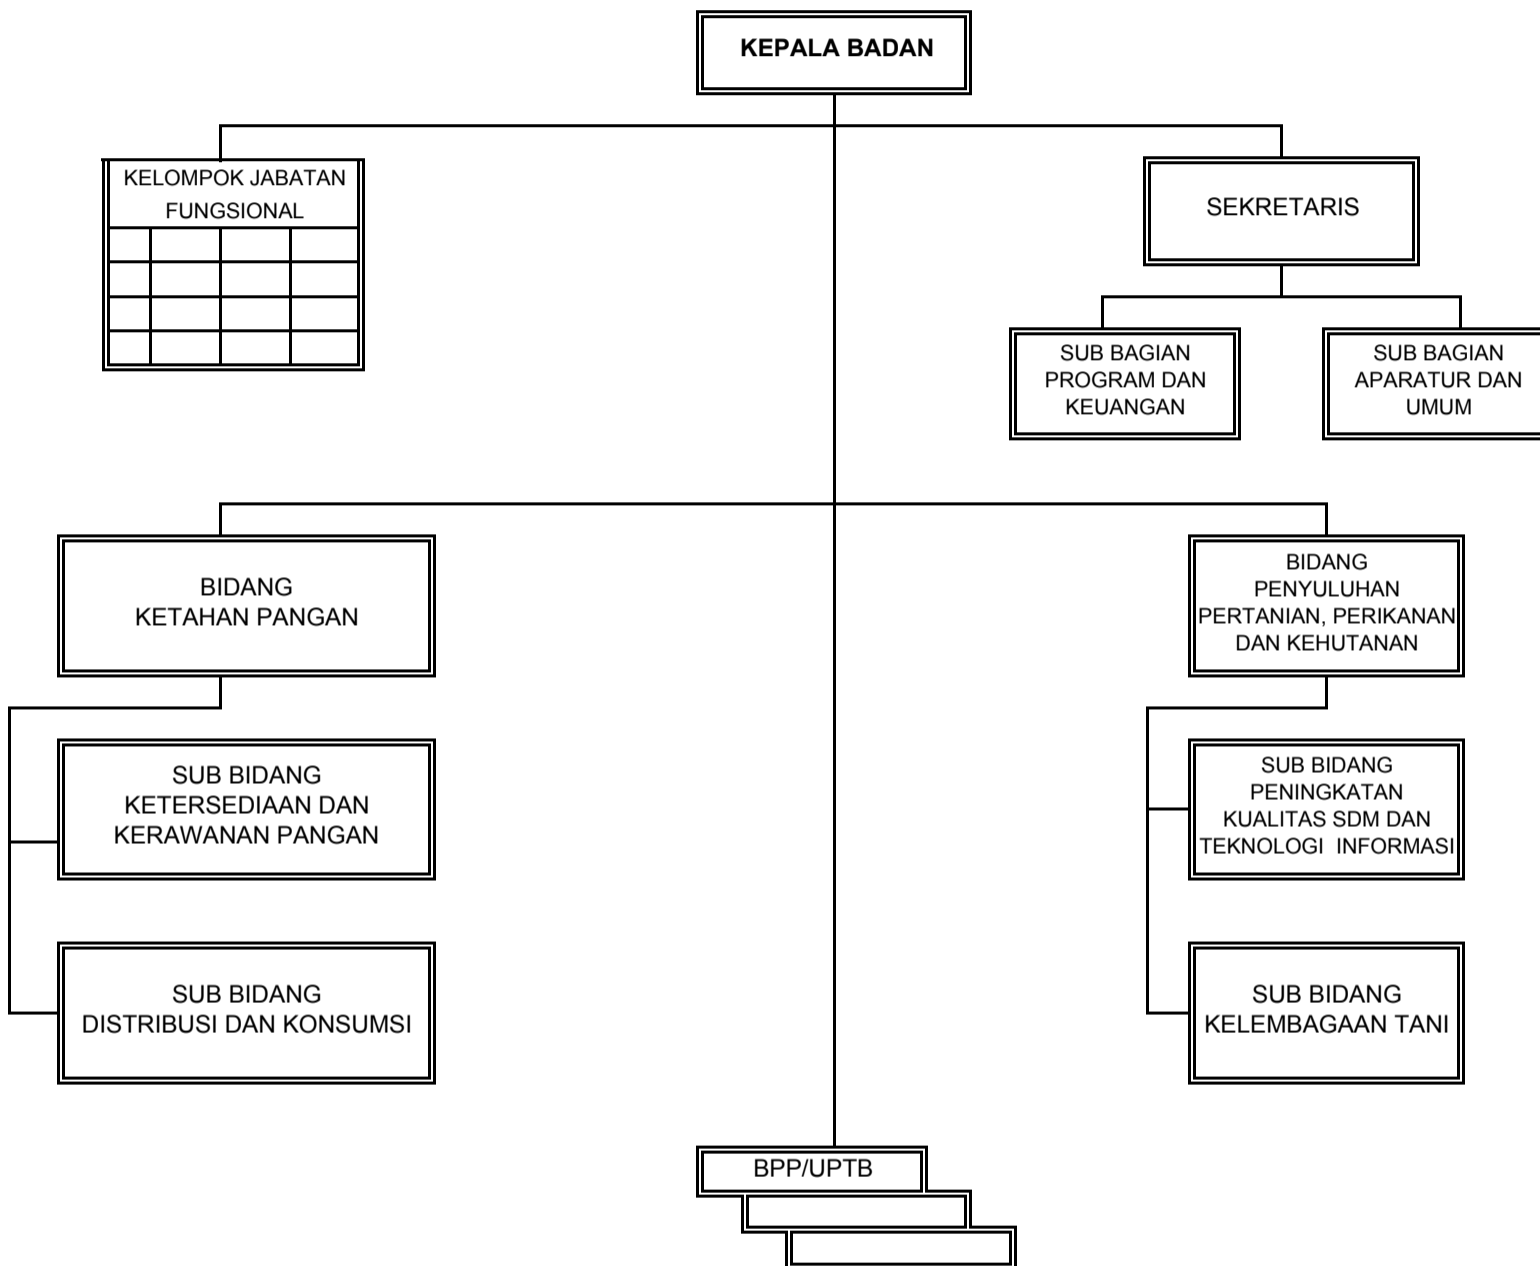 KEPALA BADAN
KELOMPOK JABATAN
FUNGSIONAL
SEKRETARIS
SUB BAGIAN
PROGRAM DAN
KEUANGAN
SUB BAGIAN
APARATUR DAN
UMUM
BIDANG
KETAHAN PANGAN
BIDANG
PENYULUHAN
PERTANIAN, PERIKANAN
DAN KEHUTANAN
SUB BIDANG
KETERSEDIAAN DAN
KERAWANAN PANGAN
SUB BIDANG
PENINGKATAN
KUALITAS SDM DAN
TEKNOLOGI  INFORMASI
SUB BIDANG
DISTRIBUSI DAN KONSUMSI
SUB BIDANG
KELEMBAGAAN TANI
BPP/UPTB